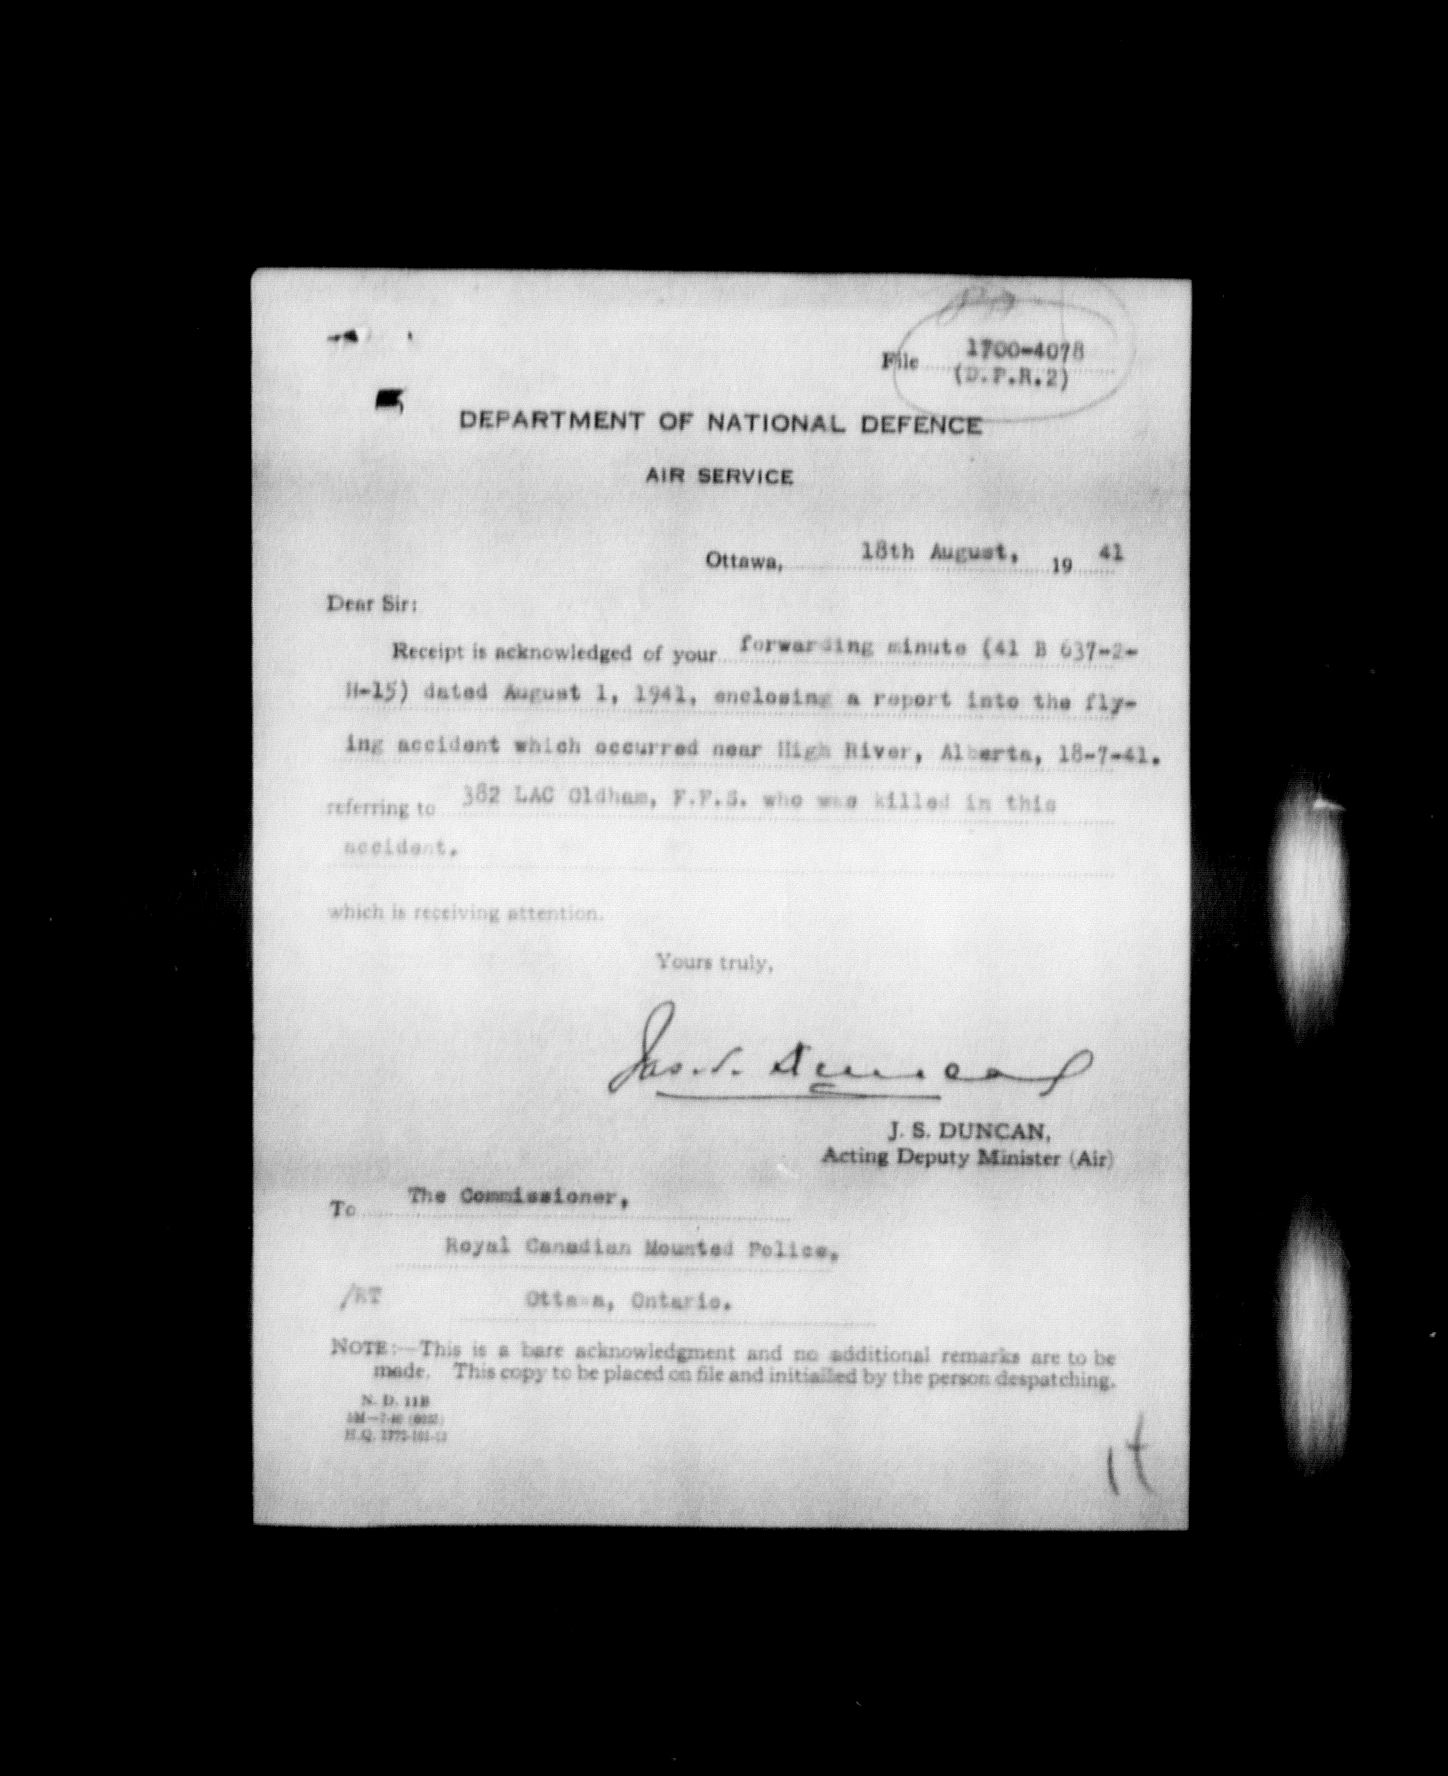 File 1700-4078
(D.P.R.2)
DEPARTMENT OF NATIONAL DEFENCE
AIR SERVICE
Ottawa, 18th August, 19 41
Dear Sir:
Receipt is acknowledged of your forwarding minute (41 B 637-2-
H-15) dated August 1, 1941, enclosing a report into the fly-
ing accident which occurred near High River, Alberta, 18-7-41.
referring to 382 LAC Oldham, F.F.S. who was killed in this
accident.
which is receiving attention.
Yours truly,
Jas. S. Duncan
J. S. DUNCAN,
Acting Deputy Minister (Air)
To The Commissioner,
Royal Canadian Mounted Police,
/RT Ottawa, Ontario.
NOTE:—This is a bare acknowledgment and no additional remarks are to be
made. This copy to be placed on file and initialled by the person despatching.
N. D. 11B
H.Q.